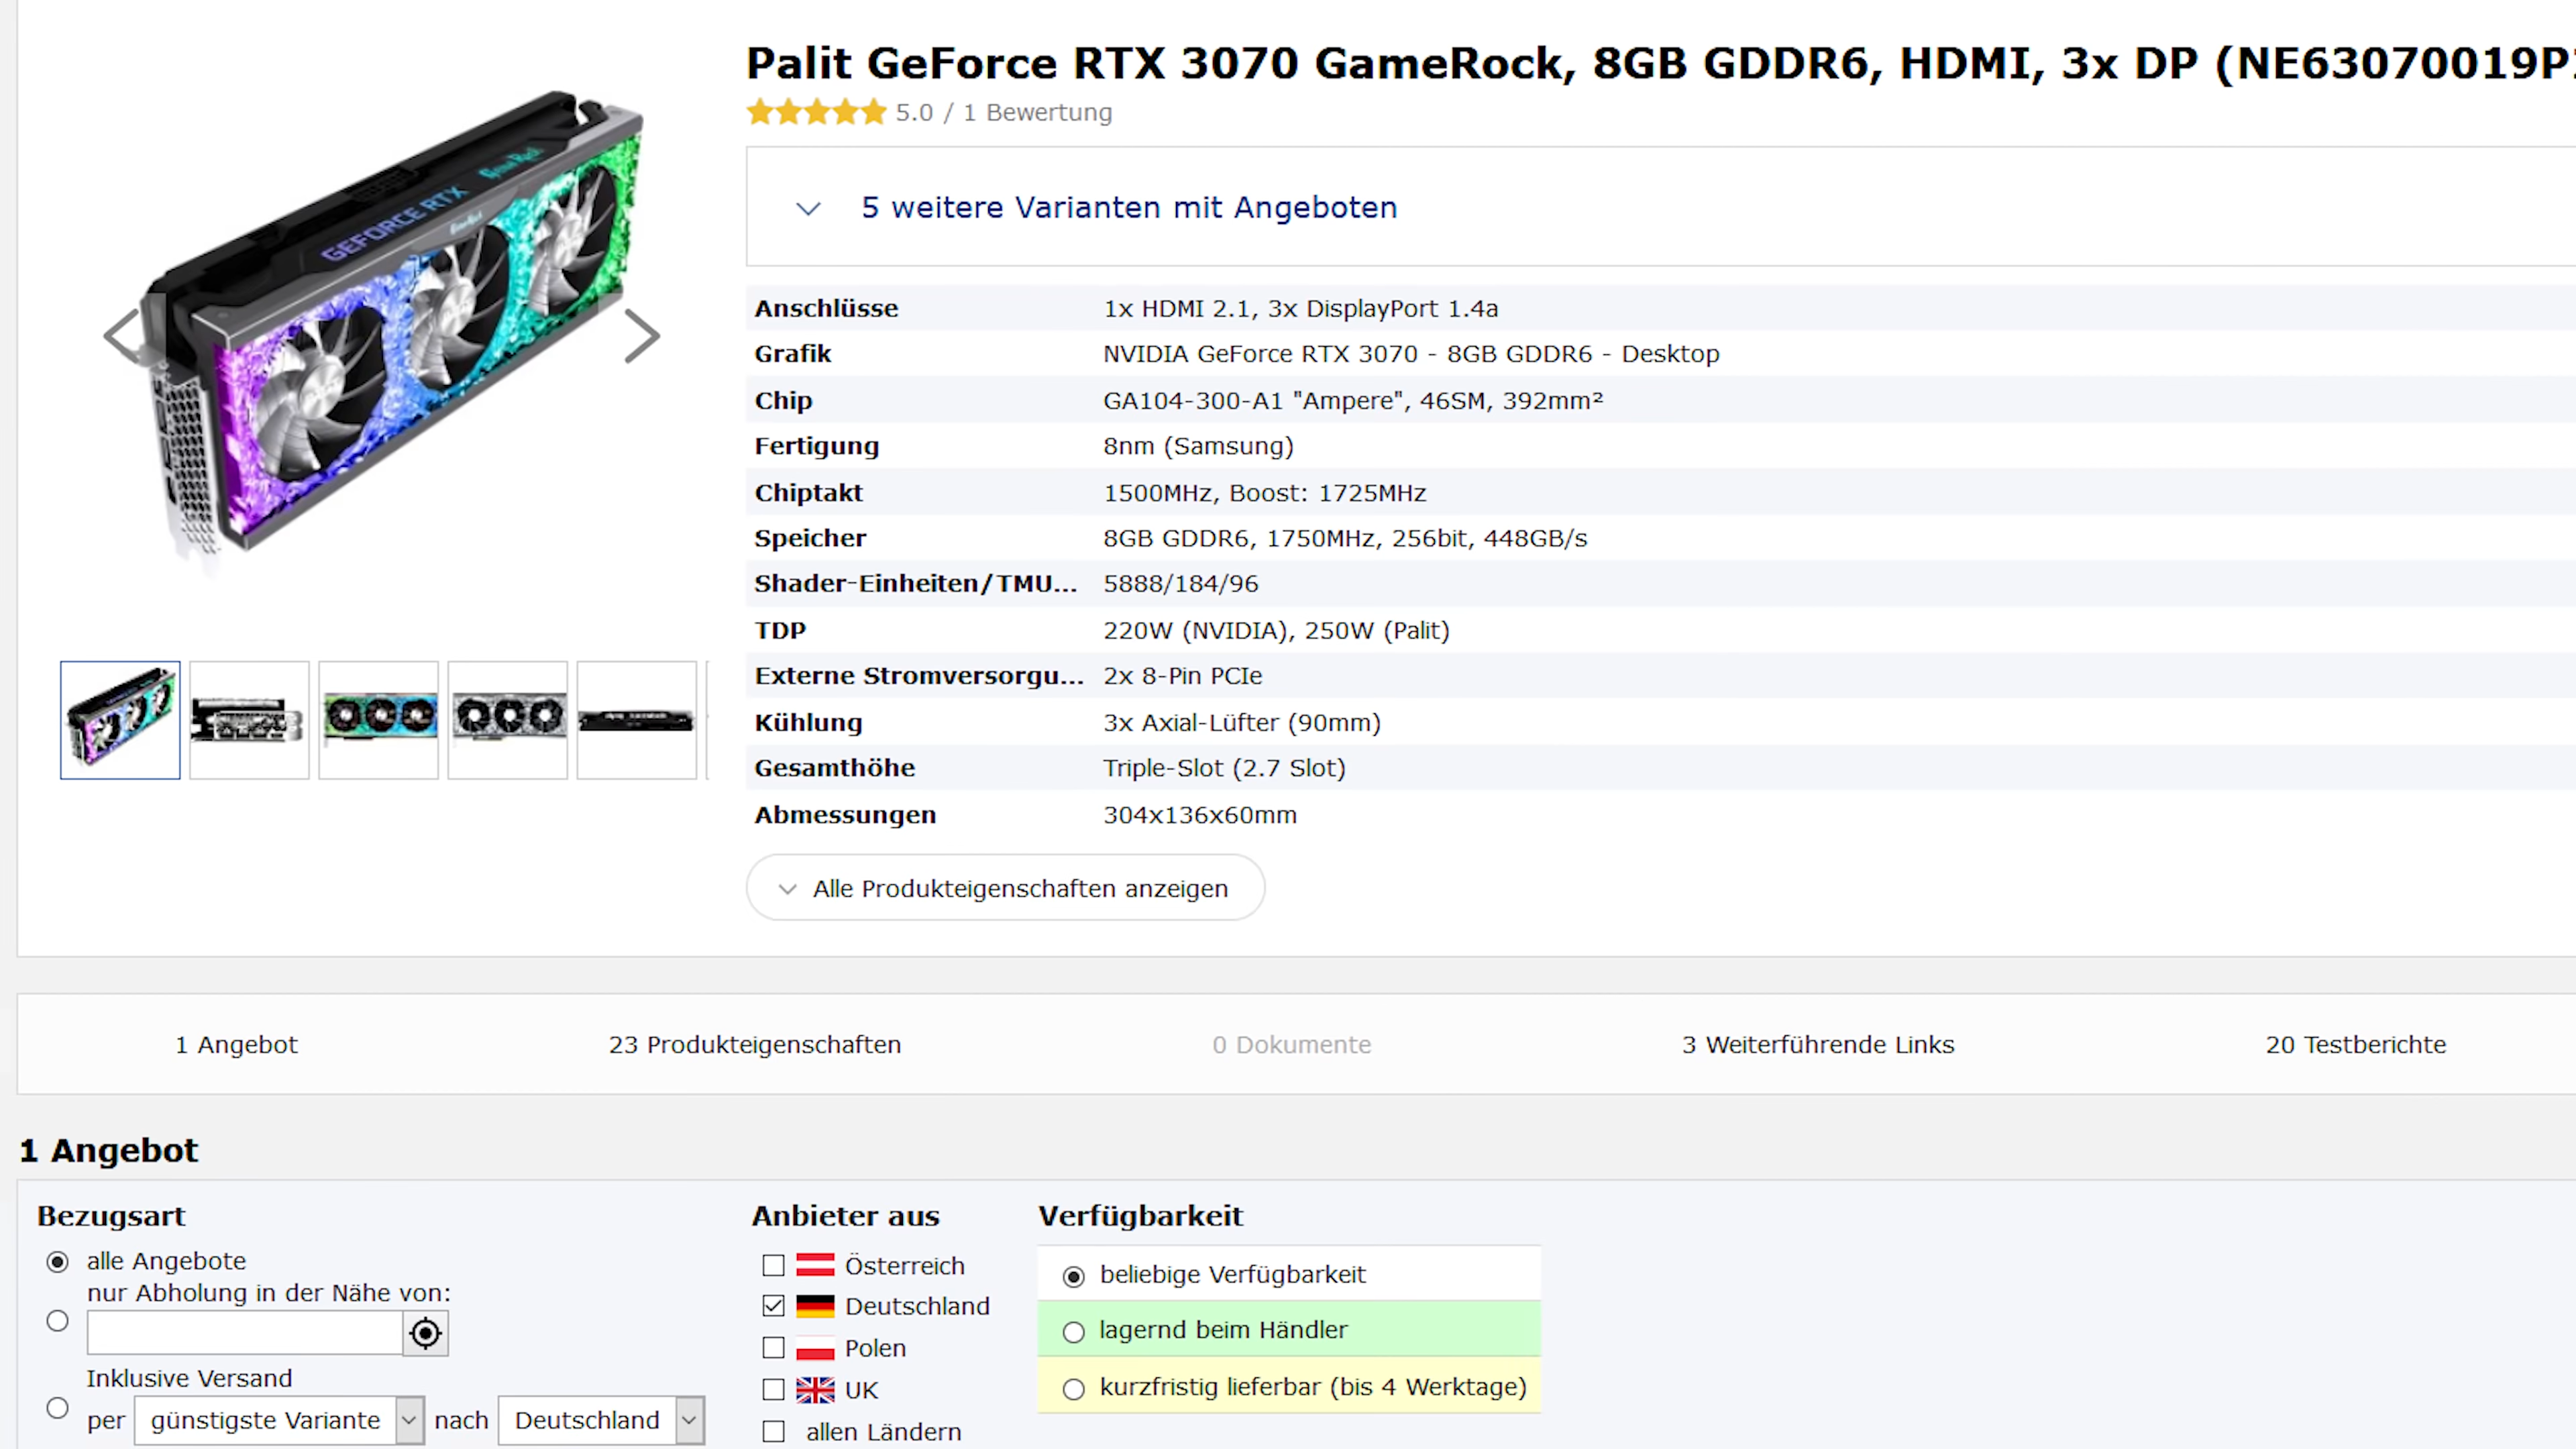 Palit GeForce RTX 3070 GameRock, 8GB GDDR6, HDMI, 3x DP (NE63070019P
5.0 / 1 Bewertung
5 weitere Varianten mit Angeboten
GEFORCE RTX
GameRock
GameRock
Anschlüsse 1x HDMI 2.1, 3x DisplayPort 1.4a
Grafik NVIDIA GeForce RTX 3070 - 8GB GDDR6 - Desktop
Chip GA104-300-A1 "Ampere", 46SM, 392mm²
Fertigung 8nm (Samsung)
Chiptakt 1500MHz, Boost: 1725MHz
Speicher 8GB GDDR6, 1750MHz, 256bit, 448GB/s
Shader-Einheiten/TMU... 5888/184/96
TDP 220W (NVIDIA), 250W (Palit)
Externe Stromversorgu... 2x 8-Pin PCIe
Kühlung 3x Axial-Lüfter (90mm)
Gesamthöhe Triple-Slot (2.7 Slot)
Abmessungen 304x136x60mm
Alle Produkteigenschaften anzeigen
1 Angebot 23 Produkteigenschaften 0 Dokumente 3 Weiterführende Links 20 Testberichte
1 Angebot
Bezugsart
alle Angebote
nur Abholung in der Nähe von:
Inklusive Versand
per günstigste Variante nach Deutschland
Anbieter aus
Österreich
Deutschland
Polen
UK
allen Ländern
Verfügbarkeit
beliebige Verfügbarkeit
lagernd beim Händler
kurzfristig lieferbar (bis 4 Werktage)